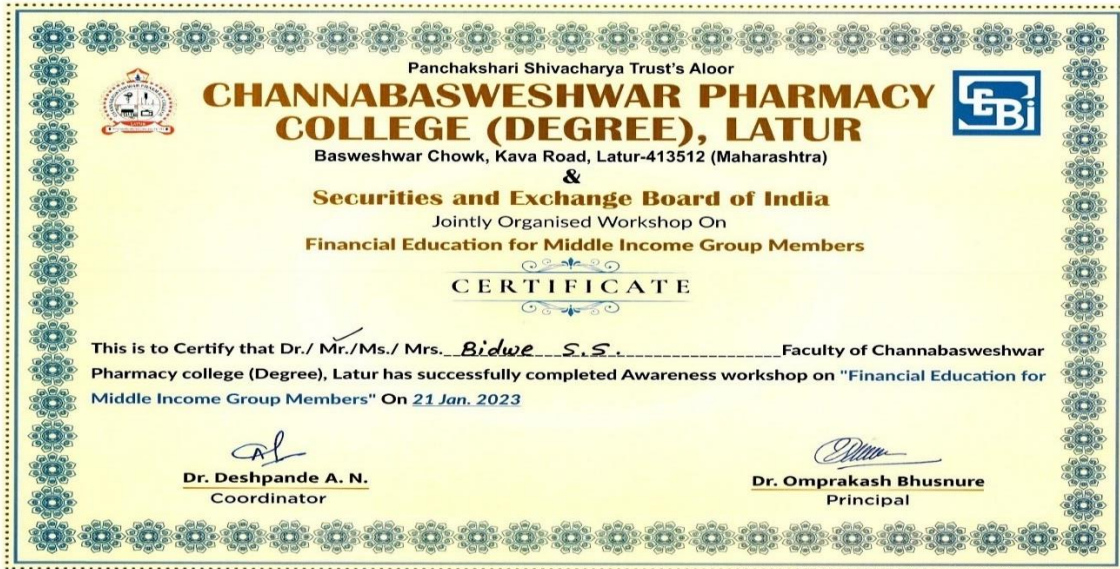 Panchakshari Shivacharya Trust's Aloor
CHANNABASWESHWAR PHARMACY
COLLEGE (DEGREE), LATUR
SEBi
Basweshwar Chowk, Kava Road, Latur-413512 (Maharashtra)
&
Securities and Exchange Board of India
Jointly Organised Workshop On
Financial Education for Middle Income Group Members
CERTIFICATE
This is to Certify that Dr./ Mr./Ms./ Mrs. Bidwe S.S. Faculty of Channabasweshwar
Pharmacy college (Degree), Latur has successfully completed Awareness workshop on "Financial Education for
Middle Income Group Members" On 21 Jan. 2023
Dr. Deshpande A. N.
Coordinator
Dr. Omprakash Bhusnure
Principal